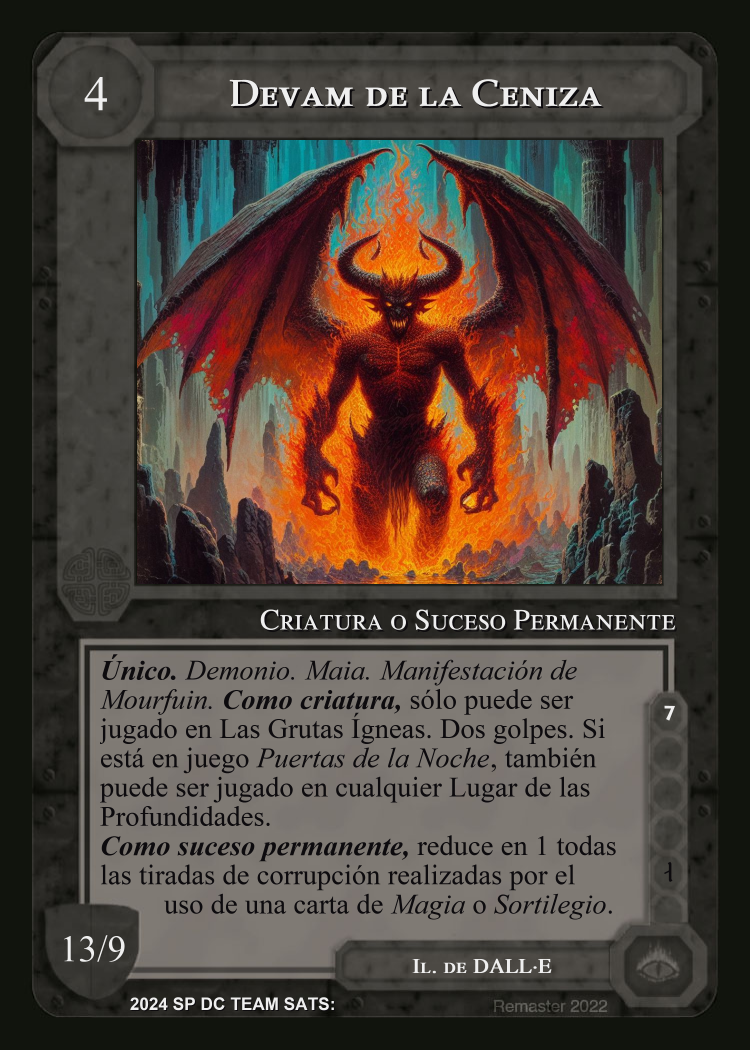 4
Devam de la Ceniza
Criatura o Suceso Permanente
Único. Demonio. Maia. Manifestación de
Mourfuin. Como criatura, sólo puede ser
jugado en Las Grutas Ígneas. Dos golpes. Si
está en juego Puertas de la Noche, también
puede ser jugado en cualquier Lugar de las
Profundidades.
Como suceso permanente, reduce en 1 todas
las tiradas de corrupción realizadas por el
uso de una carta de Magia o Sortilegio.
7
13/9
Il. de DALL·E
2024 SP DC TEAM SATS:
Remaster 2022